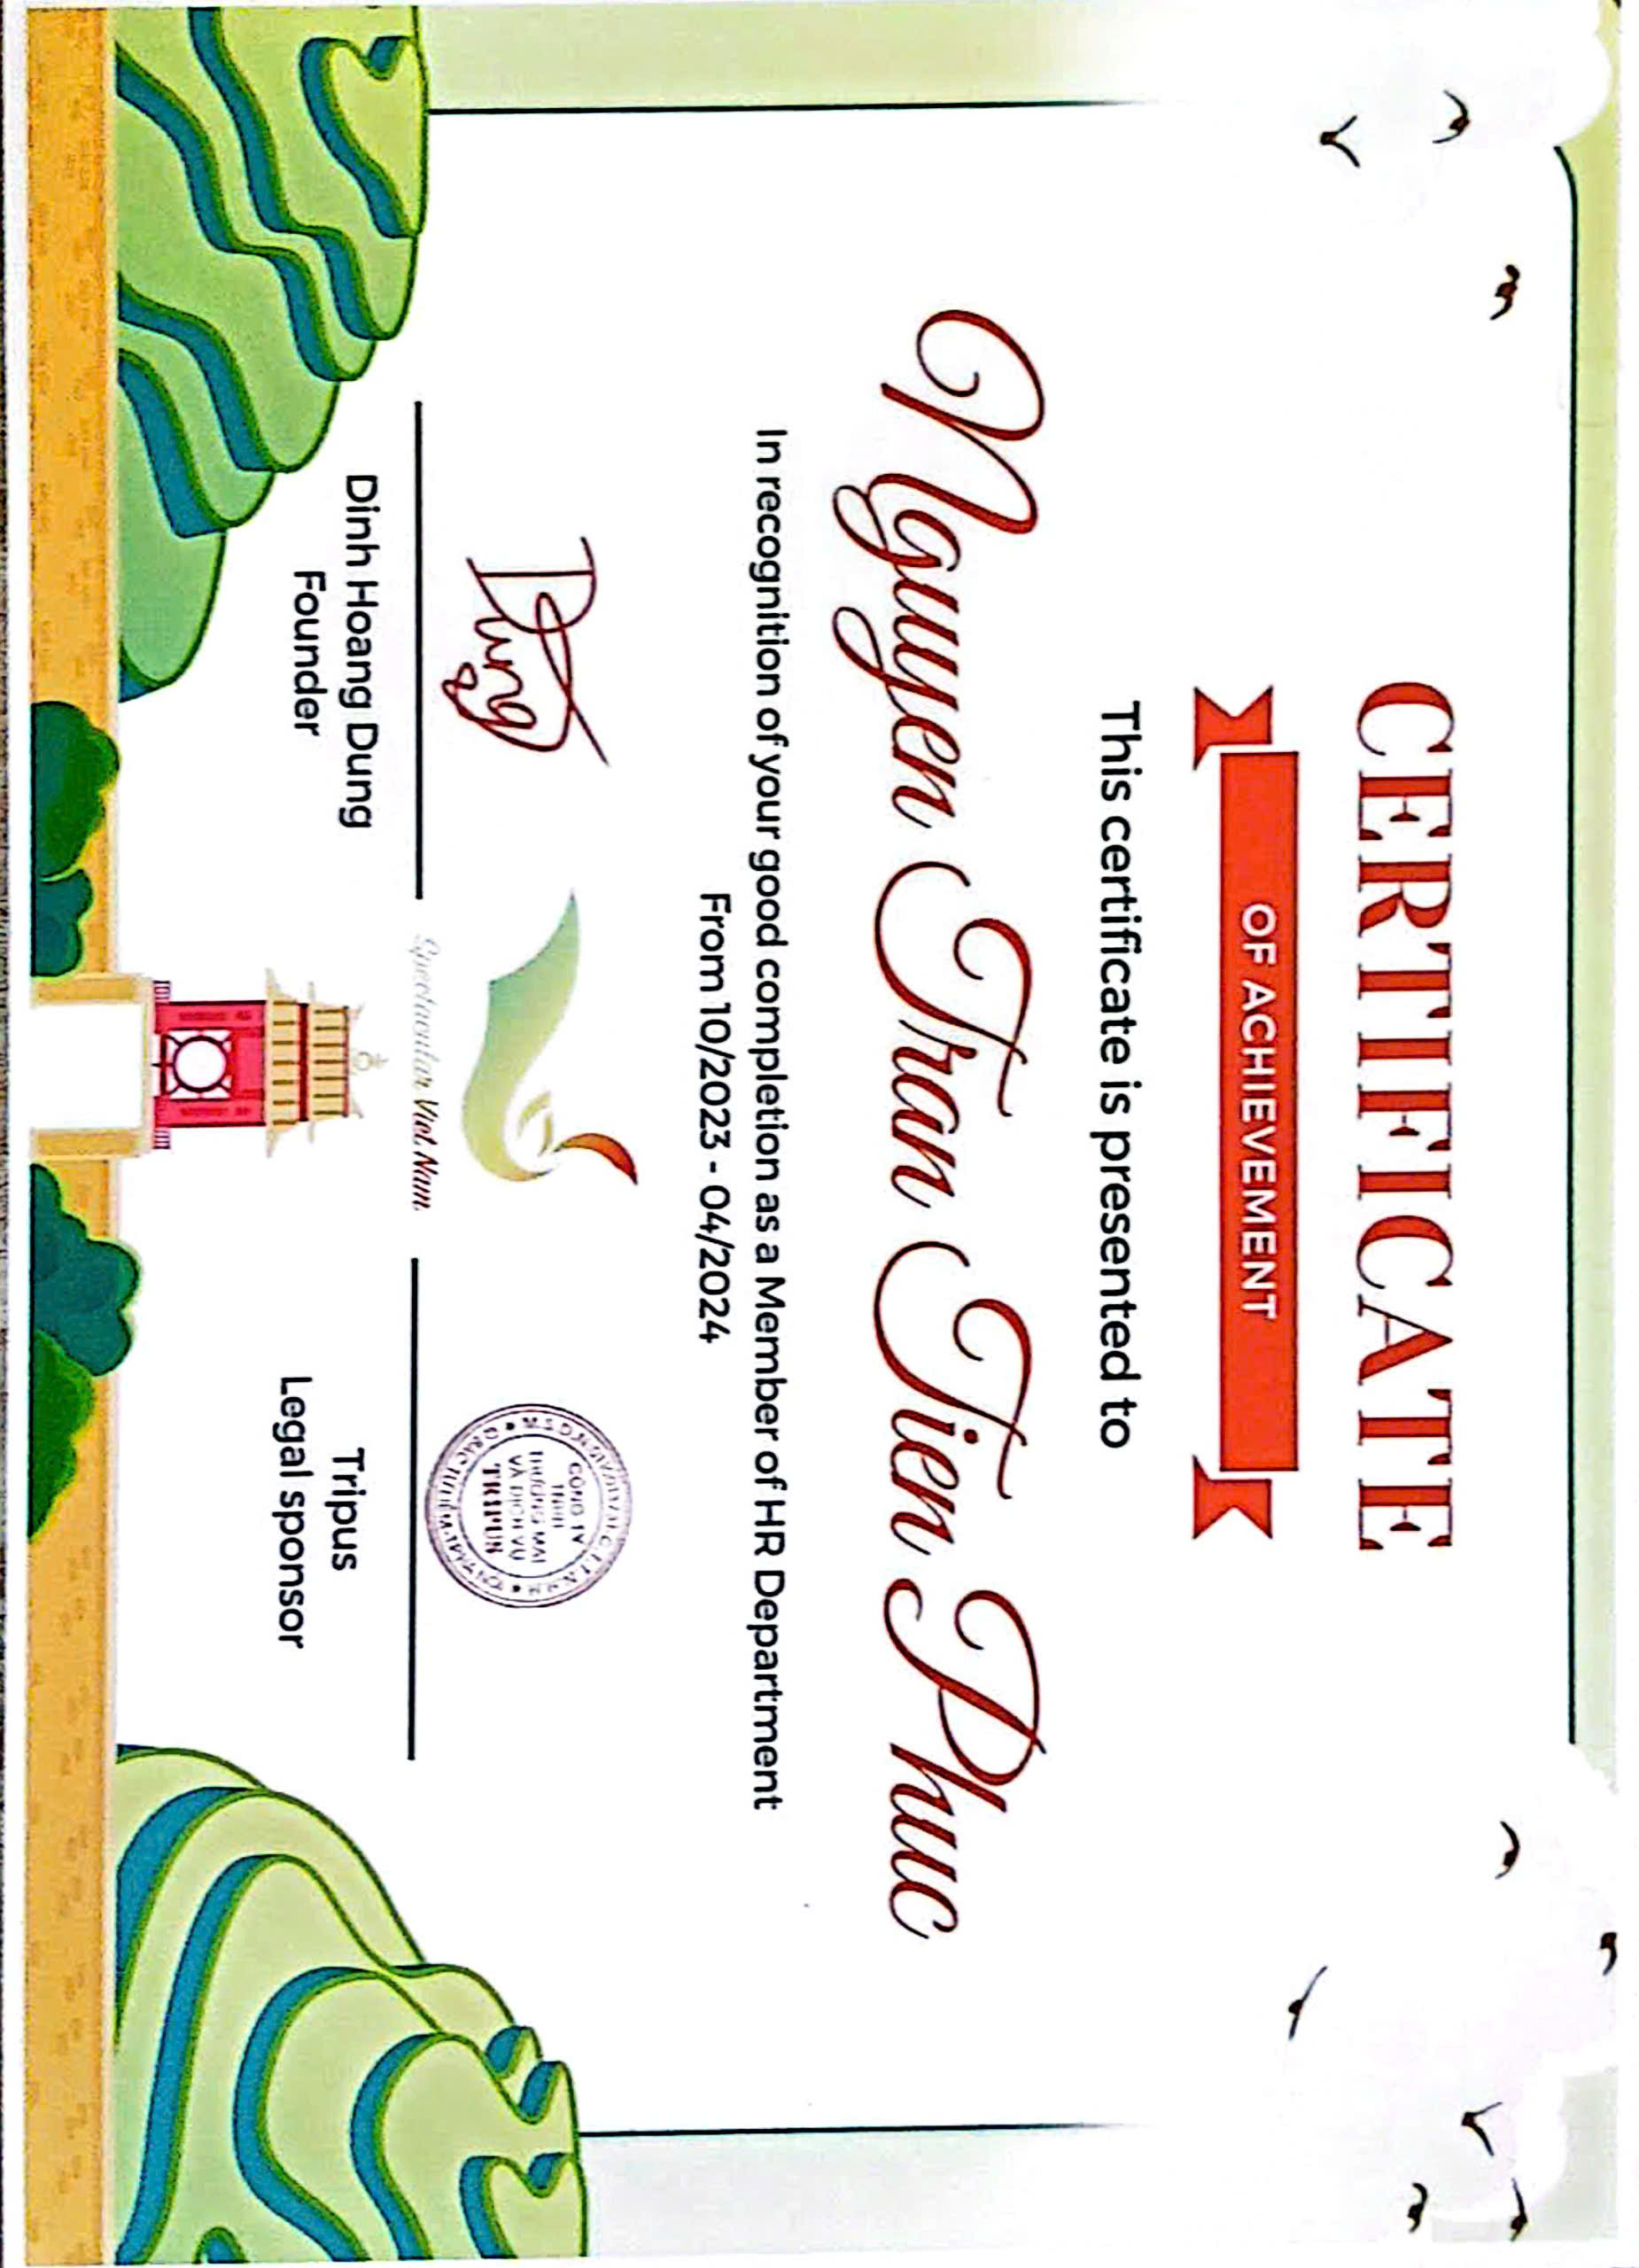 CERTIFICATE
OF ACHIEVEMENT
This certificate is presented to
Nguyen Tran Tien Phuc
In recognition of your good completion as a Member of HR Department
From 10/2023 - 04/2024
Dung
Spectacular Viet Nam
CÔNG TY
TNHH
THƯƠNG MẠI
VÀ DỊCH VỤ
TRIPUS
Dinh Hoang Dung
Founder
Tripus
Legal sponsor